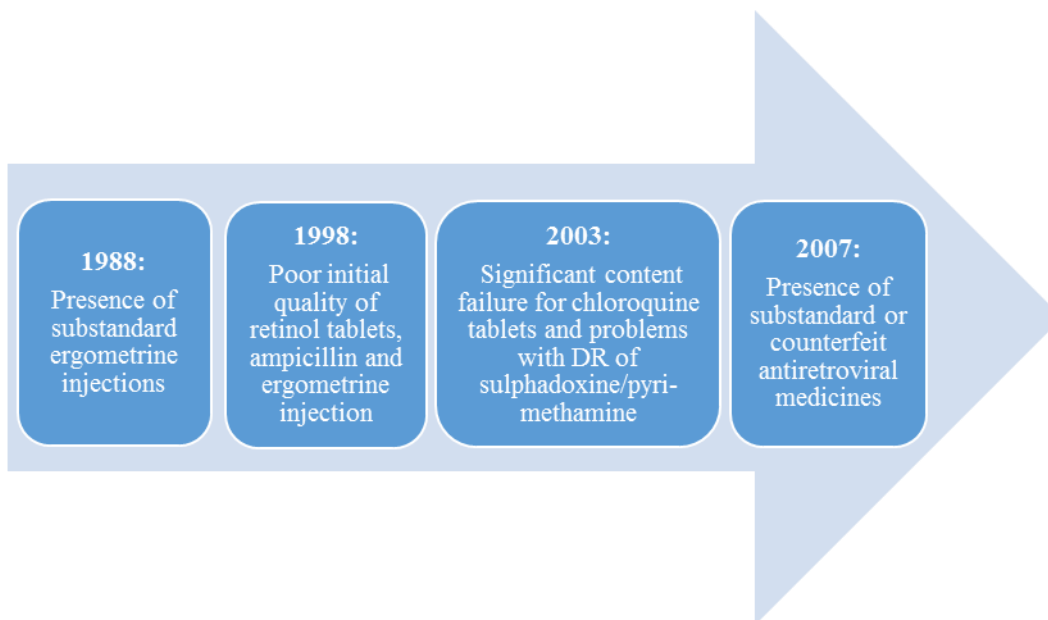 1988:
Presence of
substandard
ergometrine
injections
1998:
Poor initial
quality of
retinol tablets,
ampicillin and
ergometrine
injection
2003:
Significant content
failure for chloroquine
tablets and problems
with DR of
sulphadoxine/pyri-
methamine
2007:
Presence of
substandard or
counterfeit
antiretroviral
medicines